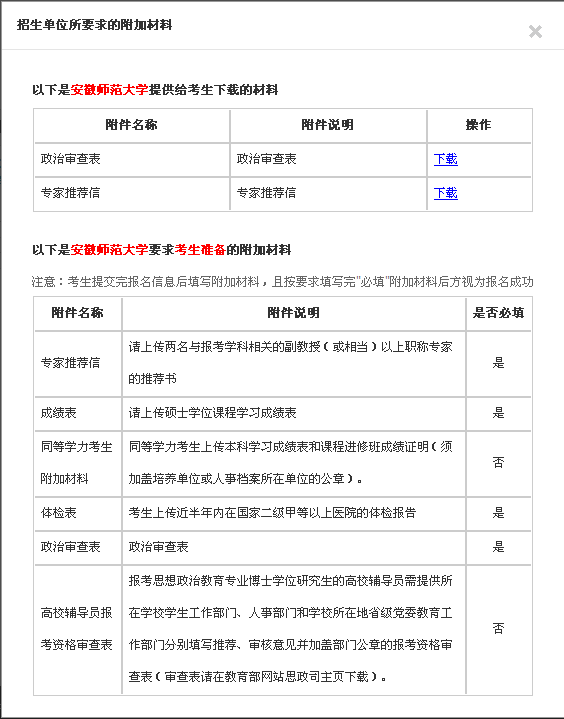 招生单位所要求的附加材料
×
以下是安徽师范大学提供给考生下载的材料
附件名称 附件说明 操作
政治审查表 政治审查表 下载
专家推荐信 专家推荐信 下载
以下是安徽师范大学要求考生准备的附加材料
注意：考生提交完报名信息后填写附加材料，且按要求填写完"必填"附加材料后方视为报名成功
附件名称 附件说明 是否必填
专家推荐信 请上传两名与报考学科相关的副教授（或相当）以上职称专家
的推荐书 是
成绩表 请上传硕士学位课程学习成绩表 是
同等学力考生
附加材料 同等学力考生上传本科学习成绩表和课程进修班成绩证明（须
加盖培养单位或人事档案所在单位的公章）。 否
体检表 考生上传近半年内在国家二级甲等以上医院的体检报告 是
政治审查表 政治审查表 是
高校辅导员报
考资格审查表 报考思想政治教育专业博士学位研究生的高校辅导员需提供所
在学校学生工作部门、人事部门和学校所在地省级党委教育工
作部门分别填写推荐、审核意见并加盖部门公章的报考资格审
查表（审查表请在教育部网站思政司主页下载）。 否